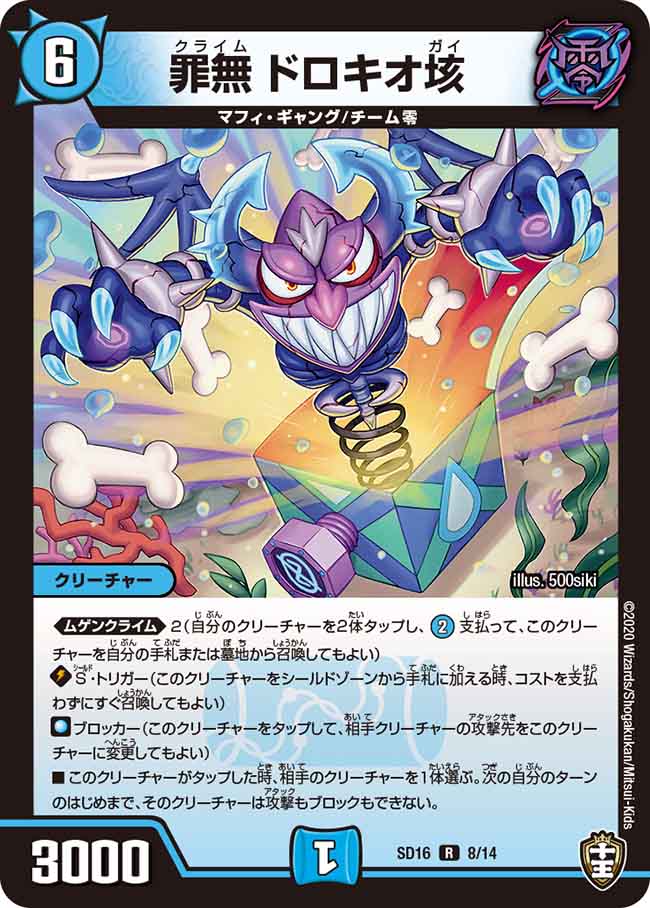 6
クライム ガイ
罪無 ドロキオ垓
零
マフィ・ギャング/チーム零
クリーチャー
illus. 500siki
ムゲンクライム 2(自分のクリーチャーを2体タップし、2支払って、このクリー
チャーを自分の手札または墓地から召喚してもよい)
S・トリガー(このクリーチャーをシールドゾーンから手札に加える時、コストを支払
わずにすぐ召喚してもよい)
ブロッカー(このクリーチャーをタップして、相手クリーチャーの攻撃先をこのクリー
チャーに変更してもよい)
■このクリーチャーがタップした時、相手のクリーチャーを1体選ぶ。次の自分のターン
のはじめまで、そのクリーチャーは攻撃もブロックもできない。
©2020 Wizards/Shogakukan/Mitsui-Kids
3000
1
SD16 R 8/14
十王